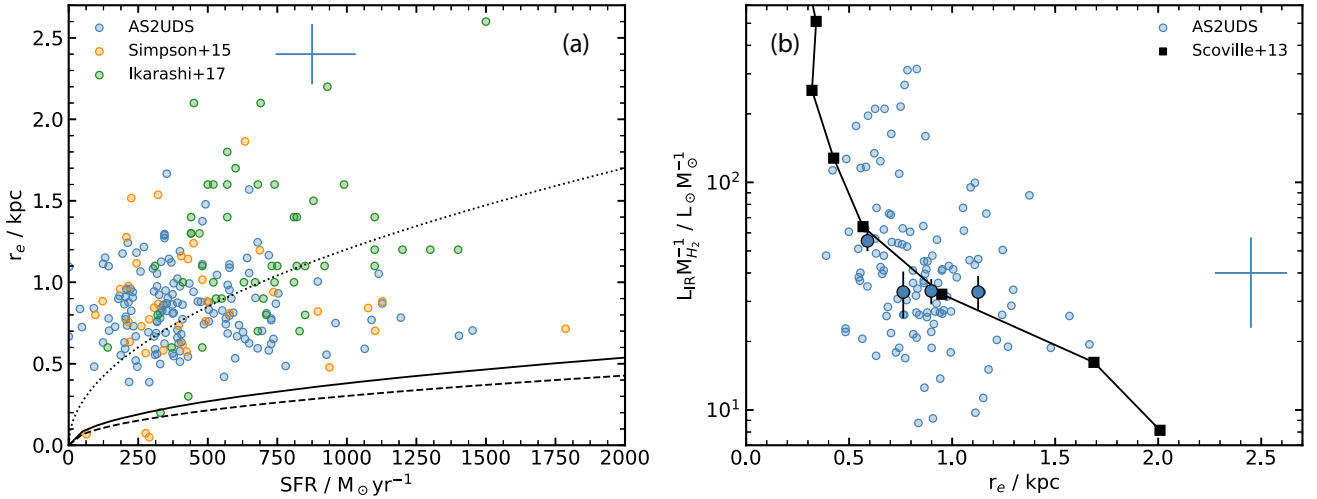 (a)
AS2UDS
Simpson+15
Ikarashi+17
r_e / kpc
2.5
2.0
1.5
1.0
0.5
0.0
0 250 500 750 1000 1250 1500 1750 2000
SFR / M⊙yr⁻¹
(b)
AS2UDS
Scoville+13
L_IR M_H₂⁻¹ / L⊙ M⊙⁻¹
10²
10¹
0.0 0.5 1.0 1.5 2.0 2.5
r_e / kpc